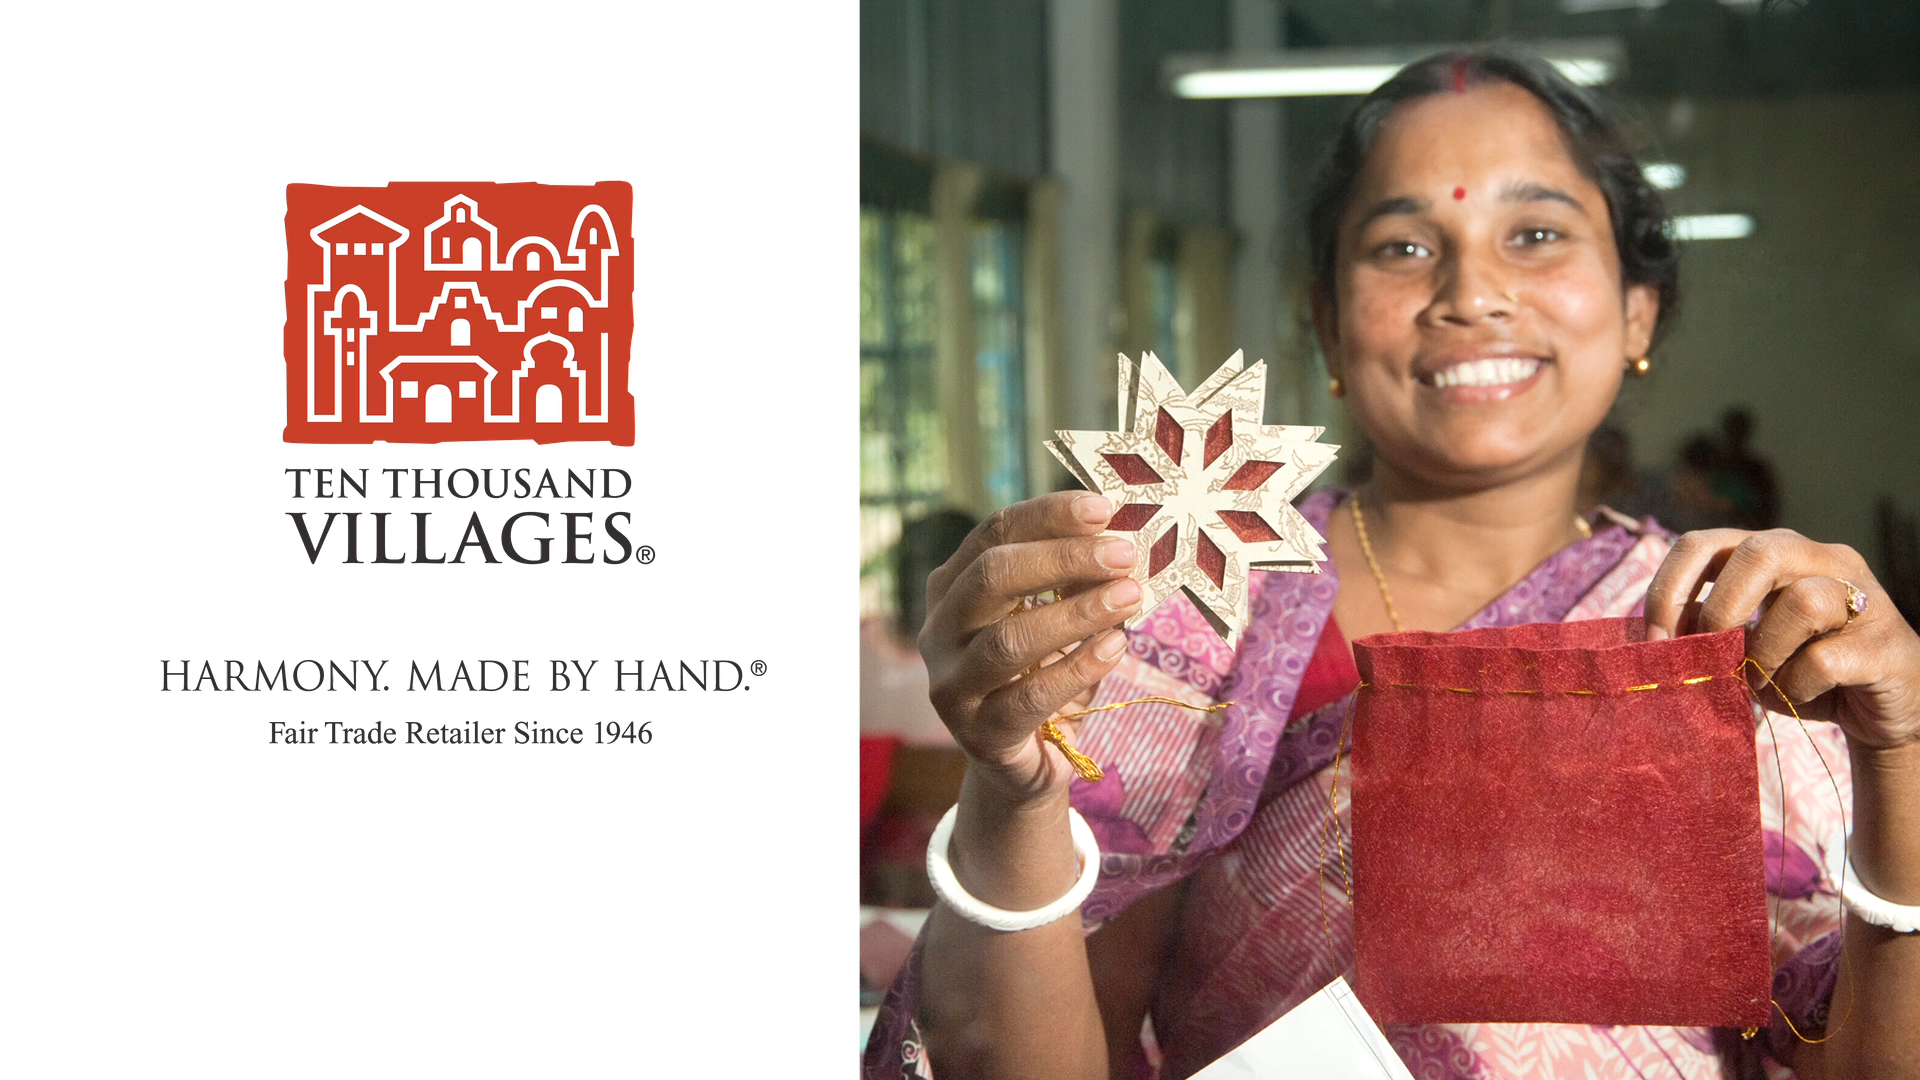 TEN THOUSAND
VILLAGES®
HARMONY. MADE BY HAND.®
Fair Trade Retailer Since 1946